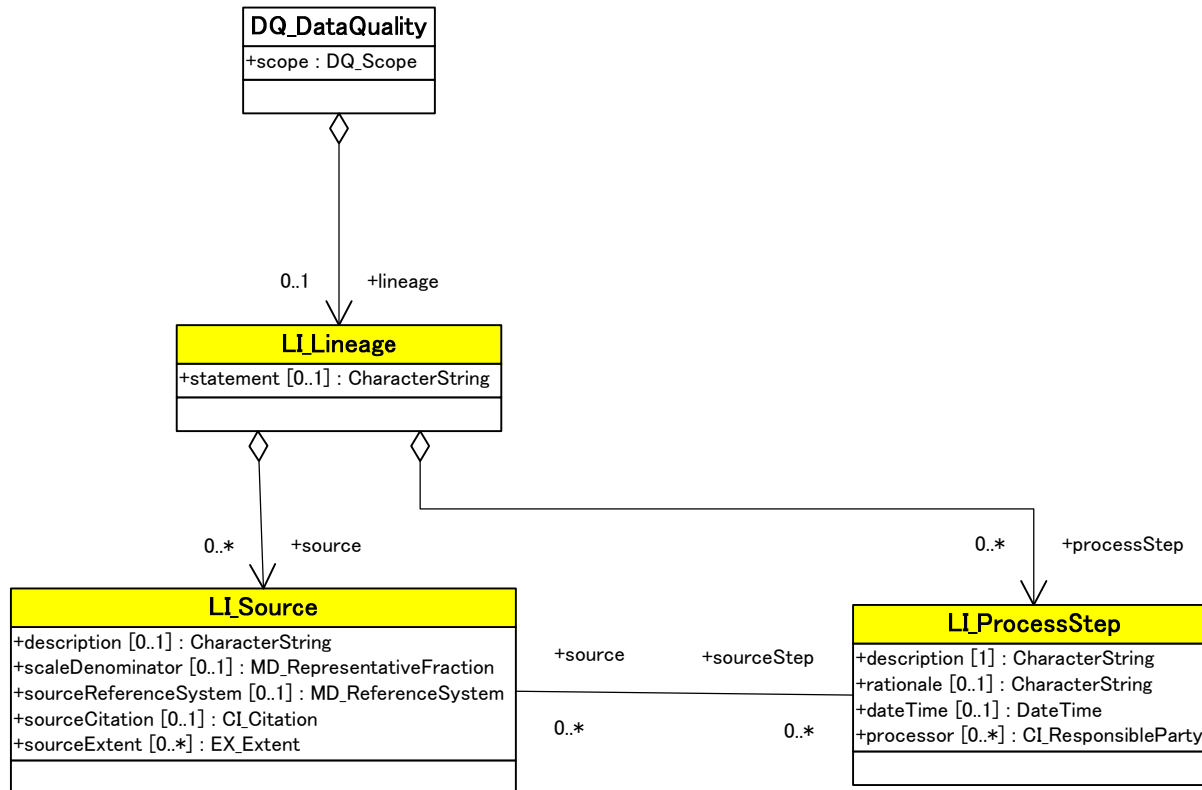 DQ_DataQuality
+scope : DQ_Scope
0..1 +lineage
LI_Lineage
+statement [0..1] : CharacterString
0..* +source
0..* +processStep
LI_Source
+description [0..1] : CharacterString
+scaleDenominator [0..1] : MD_RepresentativeFraction
+sourceReferenceSystem [0..1] : MD_ReferenceSystem
+sourceCitation [0..1] : CI_Citation
+sourceExtent [0..*] : EX_Extent
+source +sourceStep
0..* 0..*
LI_ProcessStep
+description [1] : CharacterString
+rationale [0..1] : CharacterString
+dateTime [0..1] : DateTime
+processor [0..*] : CI_ResponsibleParty